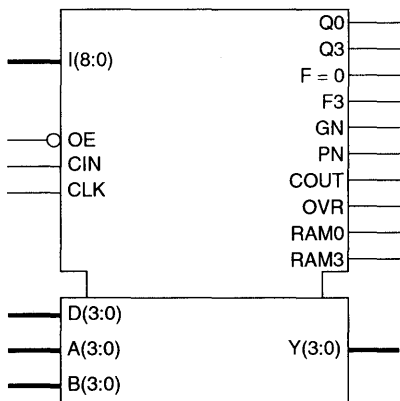 Q0
Q3
I(8:0)
F = 0
F3
GN
OE
PN
CIN
COUT
CLK
OVR
RAM0
RAM3
D(3:0)
A(3:0)
Y(3:0)
B(3:0)